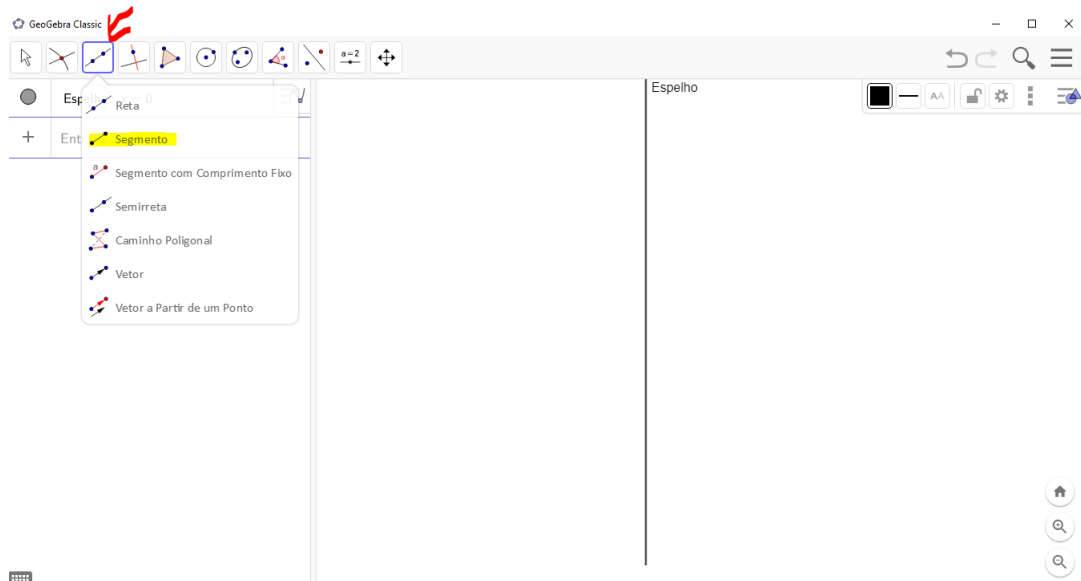 GeoGebra Classic
a=2
Espelho
AA
Reta
Segmento
a
Segmento com Comprimento Fixo
Semirreta
Caminho Poligonal
Vetor
Vetor a Partir de um Ponto